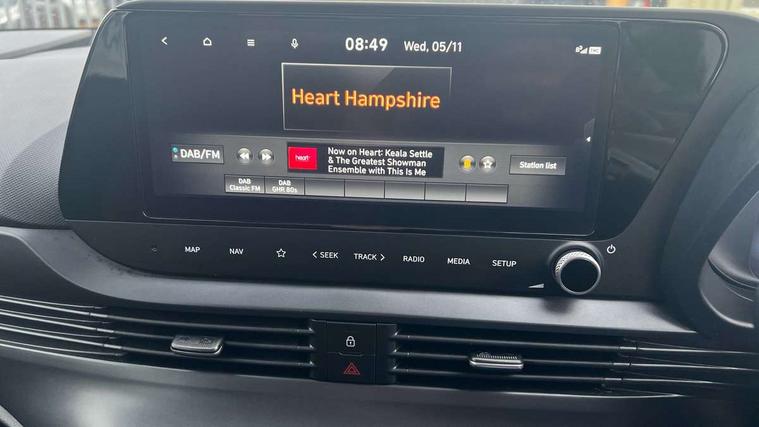 08:49 Wed, 05/11
Heart Hampshire
DAB/FM
heart
Now on Heart: Keala Settle
& The Greatest Showman
Ensemble with This Is Me
Station list
DAB
Classic FM
DAB
GHR 80s
MAP NAV SEEK TRACK RADIO MEDIA SETUP